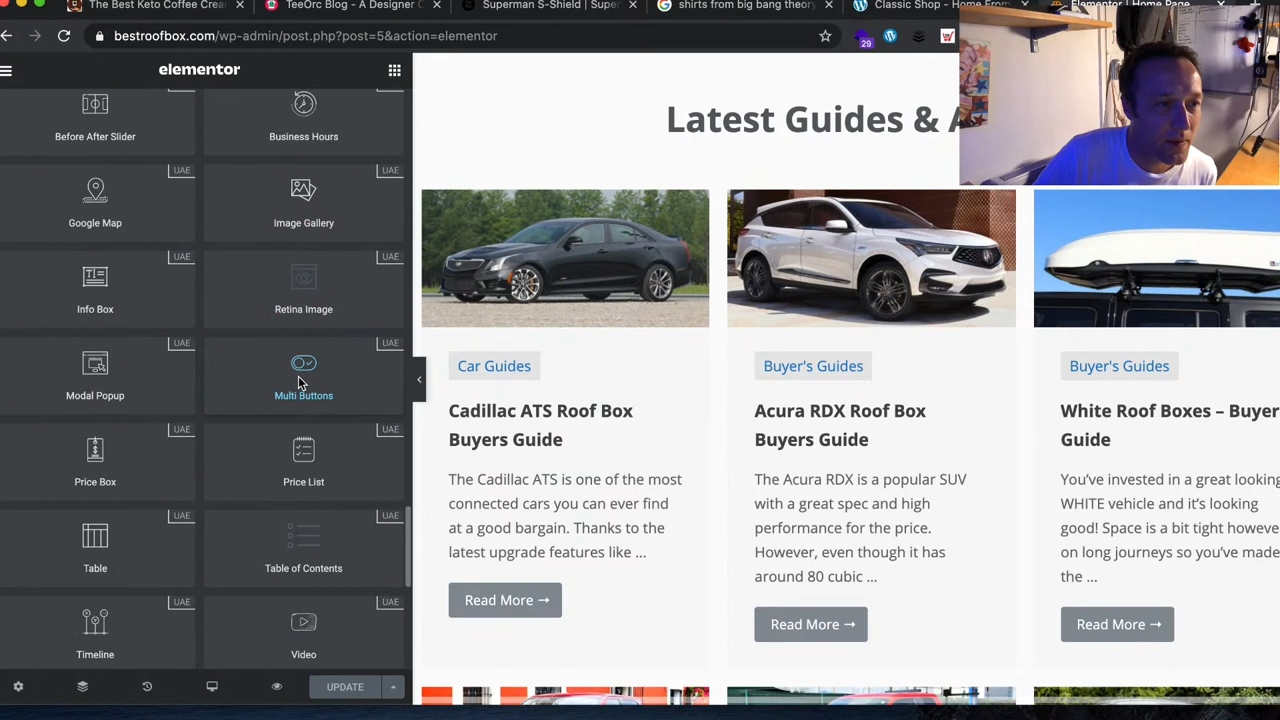 The Best Keto Coffee Crea
TeeOrc Blog - A Tender C
Superman S-Shield | Super
shirts from big bang theory
Classic Shop – Home From
Elementor | Home Page
bestroofbox.com/wp-admin/post.php?post=5&action=elementor
29
elementor
Latest Guides & A
Before After Slider
Business Hours
UAE
UAE
Google Map
Image Gallery
UAE
UAE
Info Box
Retina Image
UAE
UAE
Modal Popup
Multi Buttons
UAE
UAE
Price Box
Price List
UAE
UAE
Table
Table of Contents
UAE
UAE
Timeline
Video
UPDATE
Car Guides
Cadillac ATS Roof Box
Buyers Guide
The Cadillac ATS is one of the most
connected cars you can ever find
at a good bargain. Thanks to the
latest upgrade features like ...
Read More →
Buyer's Guides
Acura RDX Roof Box
Buyers Guide
The Acura RDX is a popular SUV
with a great spec and high
performance for the price.
However, even though it has
around 80 cubic ...
Read More →
Buyer's Guides
White Roof Boxes – Buyer
Guide
You've invested in a great looking
WHITE vehicle and it's looking
good! Space is a bit tight howeve
on long journeys so you've made
the ...
Read More →